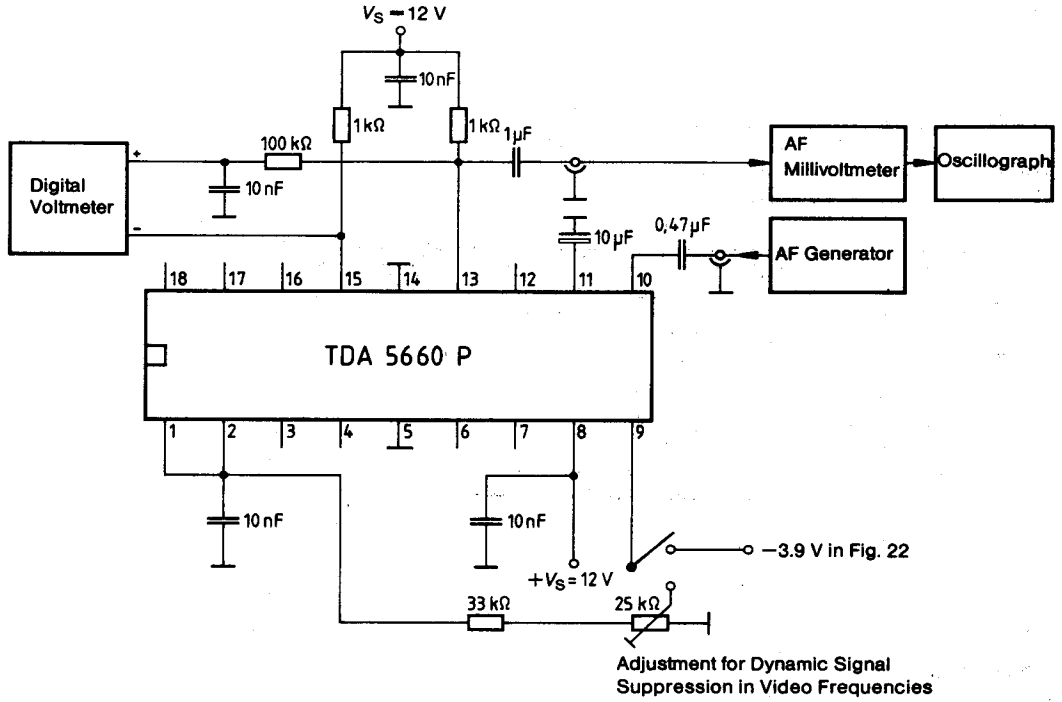 V_S = 12 V
10 nF
1 kΩ
1 kΩ
1 µF
100 kΩ
+
Digital
Voltmeter
10 nF
-
AF
Millivoltmeter
Oscillograph
10 µF
0,47 µF
AF Generator
18 17 16 15 14 13 12 11 10
TDA 5660 P
1 2 3 4 5 6 7 8 9
10 nF
10 nF
+V_S = 12 V
−3.9 V in Fig. 22
33 kΩ
25 kΩ
Adjustment for Dynamic Signal
Suppression in Video Frequencies